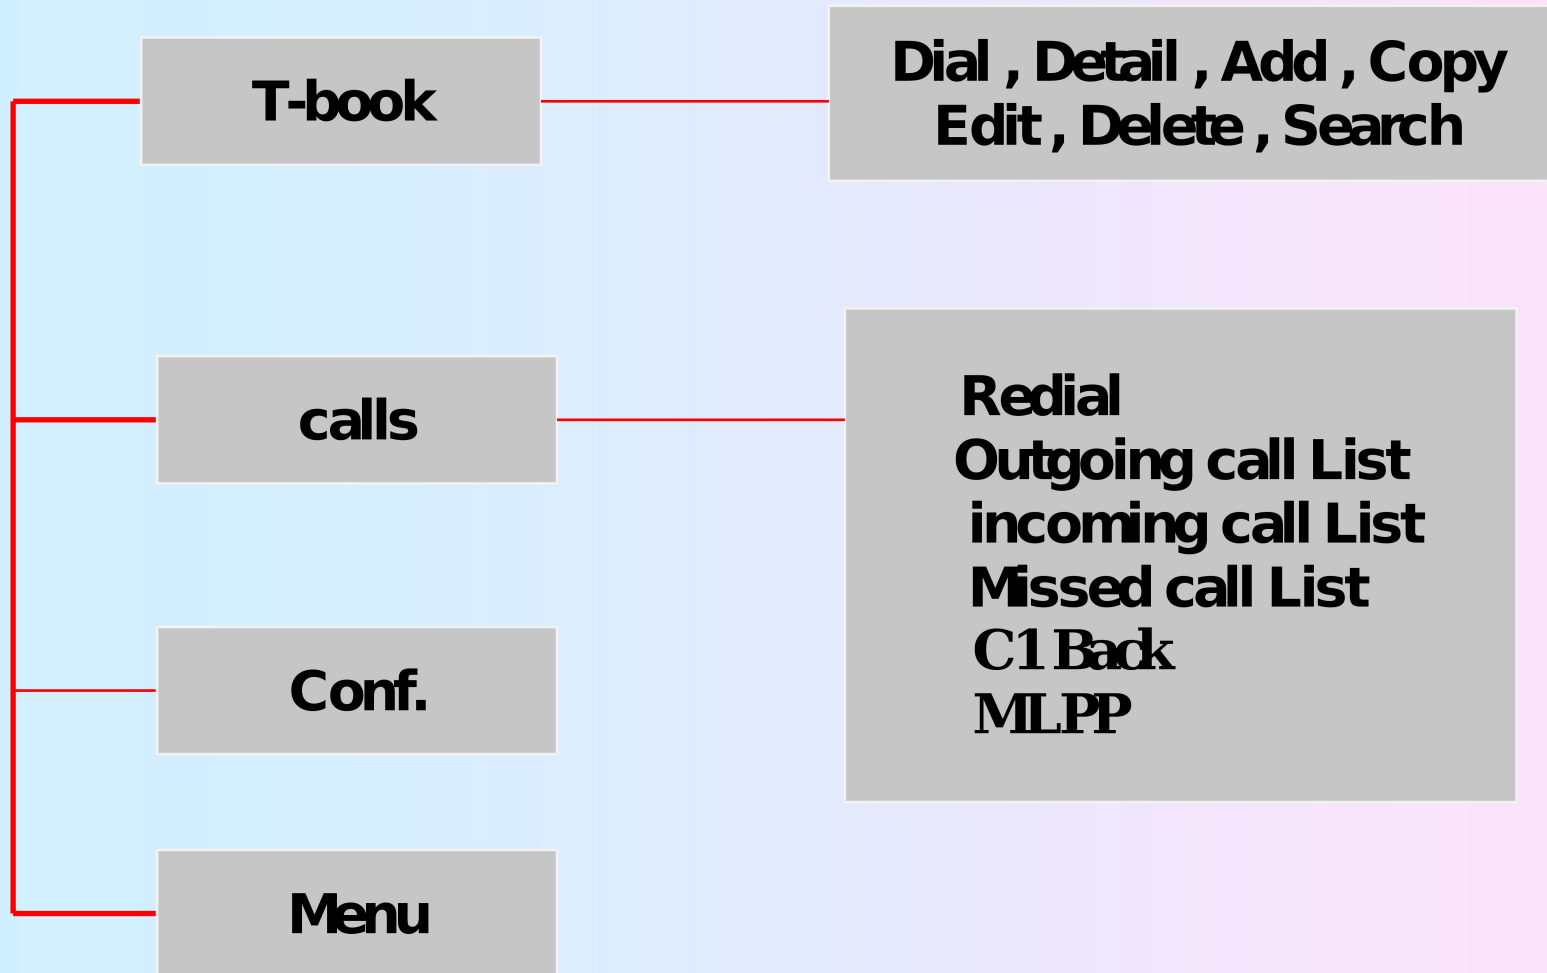 T-book
Dial , Detail , Add , Copy
Edit , Delete , Search
calls
Redial
Outgoing call List
incoming call List
Missed call List
C1 Back
MLPP
Conf.
Menu